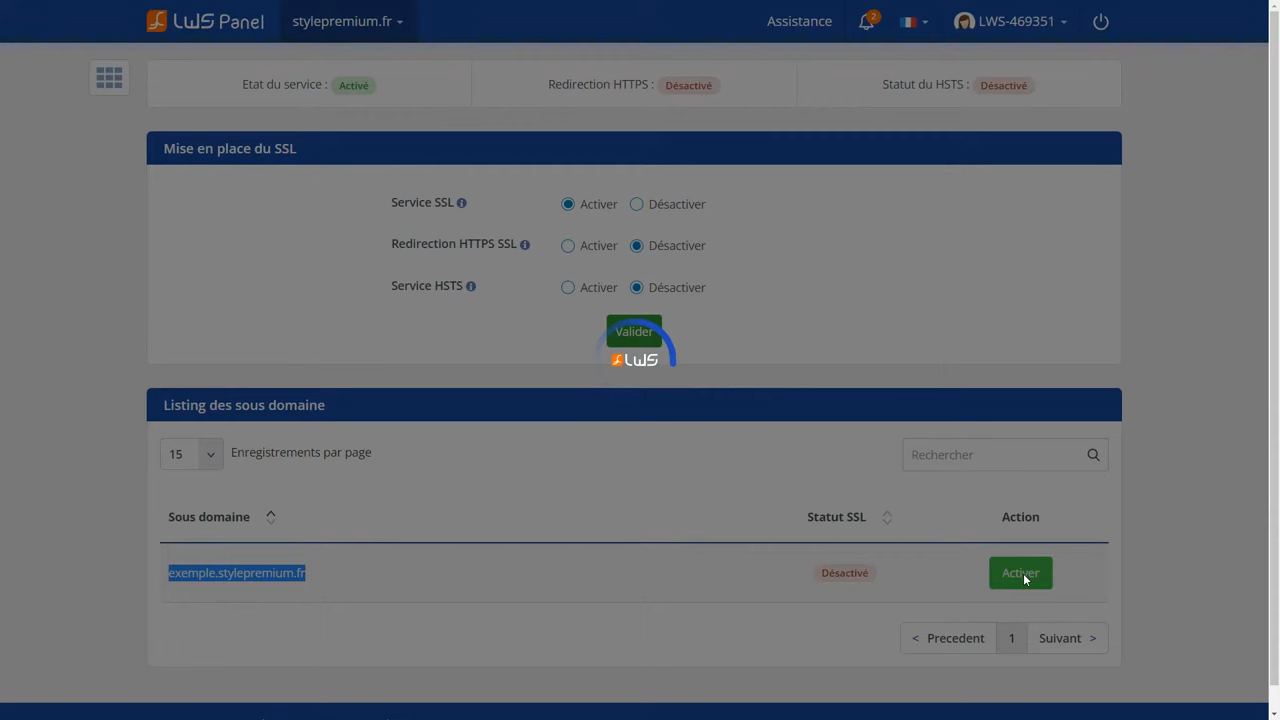 LWS Panel stylepremium.fr Assistance 2 LWS-469351
Etat du service : Activé Redirection HTTPS : Désactivé Statut du HSTS : Désactivé
Mise en place du SSL
Service SSL Activer Désactiver
Redirection HTTPS SSL Activer Désactiver
Service HSTS Activer Désactiver
Valider
LWS
Listing des sous domaine
15 Enregistrements par page Rechercher
Sous domaine Statut SSL Action
exemple.stylepremium.fr Désactivé Activer
< Precedent 1 Suivant >